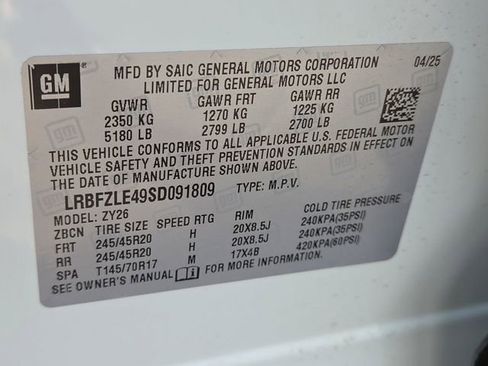 GM
MFD BY SAIC GENERAL MOTORS CORPORATION 04/25
LIMITED FOR GENERAL MOTORS LLC
GVWR GAWR FRT GAWR RR
2350 KG 1270 KG 1225 KG
5180 LB 2799 LB 2700 LB
THIS VEHICLE CONFORMS TO ALL APPLICABLE U.S. FEDERAL MOTOR
VEHICLE SAFETY AND THEFT PREVENTION STANDARDS IN EFFECT ON
THE DATE OF MANUFACTURE SHOWN ABOVE.
LRBFZLE49SD091809 TYPE: M.P.V.
MODEL: ZY26
ZBCN TIRE SIZE SPEED RTG RIM COLD TIRE PRESSURE
FRT 245/45R20 H 20X8.5J 240KPA(35PSI)
RR 245/45R20 H 20X8.5J 240KPA(35PSI)
SPA T145/70R17 M 17X4B 420KPA(60PSI)
SEE OWNER'S MANUAL FOR MORE INFORMATION.